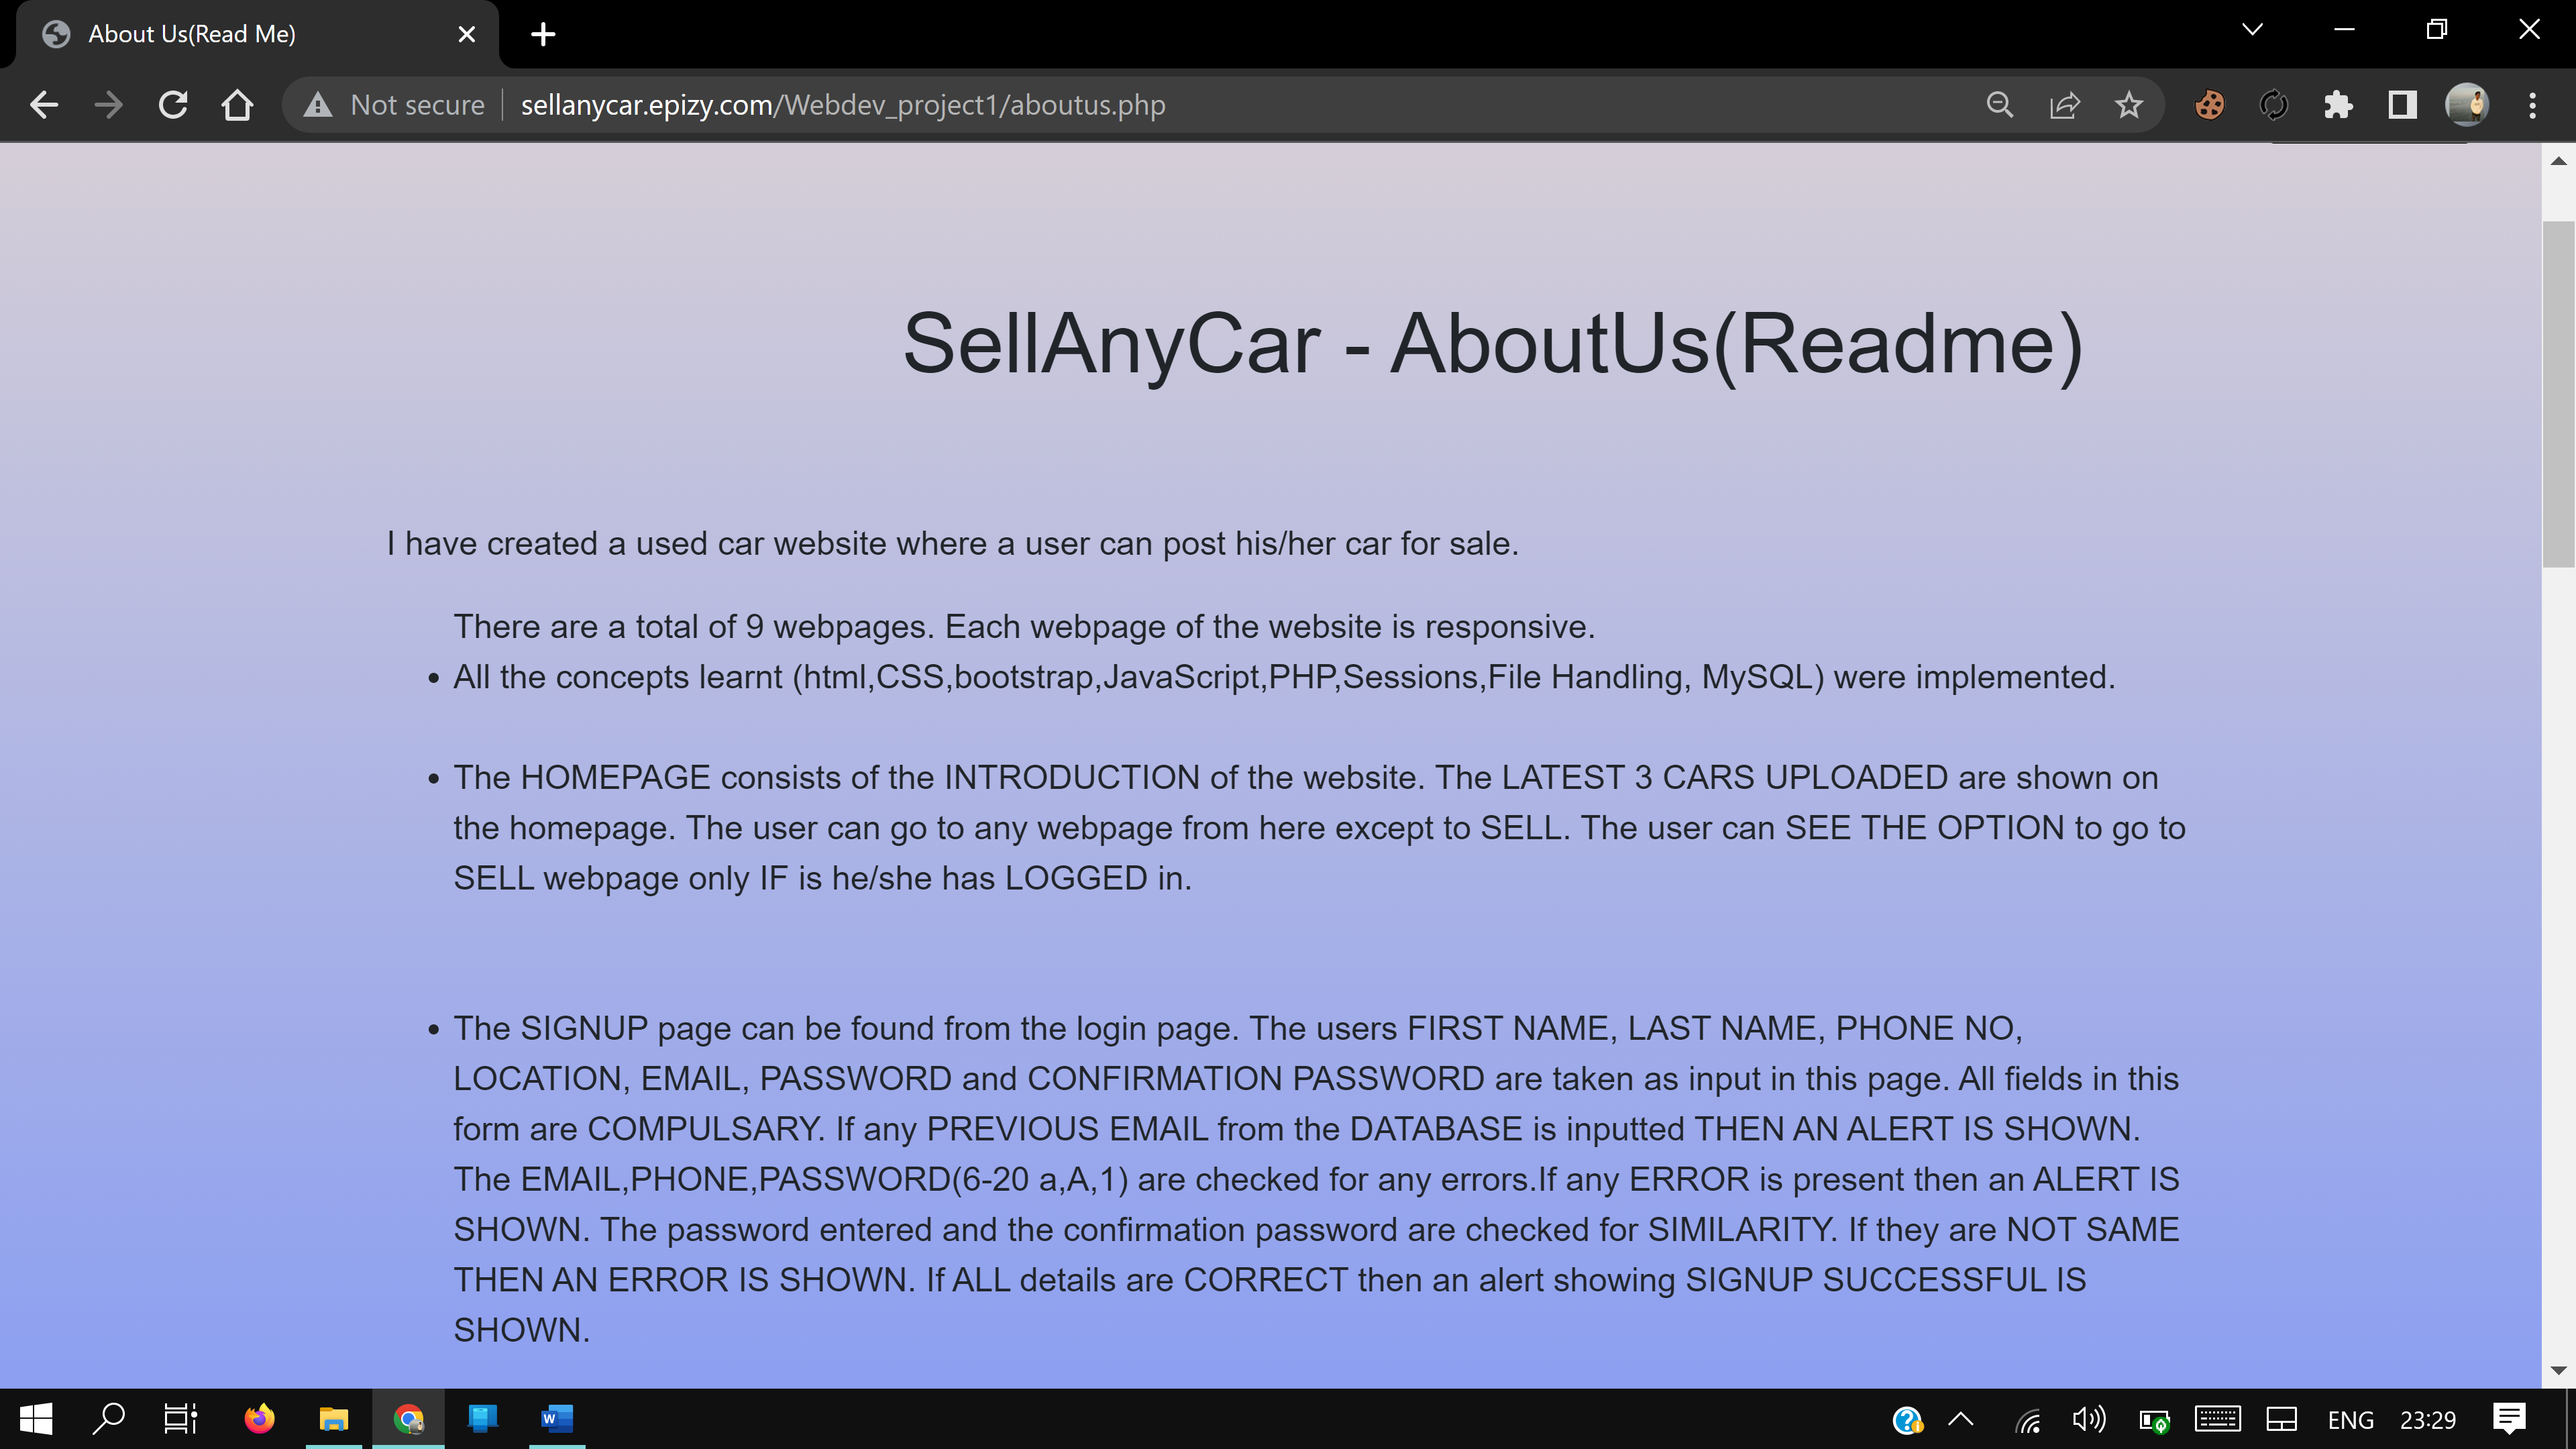 About Us(Read Me)
Not secure
sellanycar.epizy.com/Webdev_project1/aboutus.php
SellAnyCar - AboutUs(Readme)
I have created a used car website where a user can post his/her car for sale.
There are a total of 9 webpages. Each webpage of the website is responsive.
• All the concepts learnt (html,CSS,bootstrap,JavaScript,PHP,Sessions,File Handling, MySQL) were implemented.
• The HOMEPAGE consists of the INTRODUCTION of the website. The LATEST 3 CARS UPLOADED are shown on
the homepage. The user can go to any webpage from here except to SELL. The user can SEE THE OPTION to go to
SELL webpage only IF is he/she has LOGGED in.
• The SIGNUP page can be found from the login page. The users FIRST NAME, LAST NAME, PHONE NO,
LOCATION, EMAIL, PASSWORD and CONFIRMATION PASSWORD are taken as input in this page. All fields in this
form are COMPULSARY. If any PREVIOUS EMAIL from the DATABASE is inputted THEN AN ALERT IS SHOWN.
The EMAIL,PHONE,PASSWORD(6-20 a,A,1) are checked for any errors.If any ERROR is present then an ALERT IS
SHOWN. The password entered and the confirmation password are checked for SIMILARITY. If they are NOT SAME
THEN AN ERROR IS SHOWN. If ALL details are CORRECT then an alert showing SIGNUP SUCCESSFUL IS
SHOWN.
W
ENG
23:29